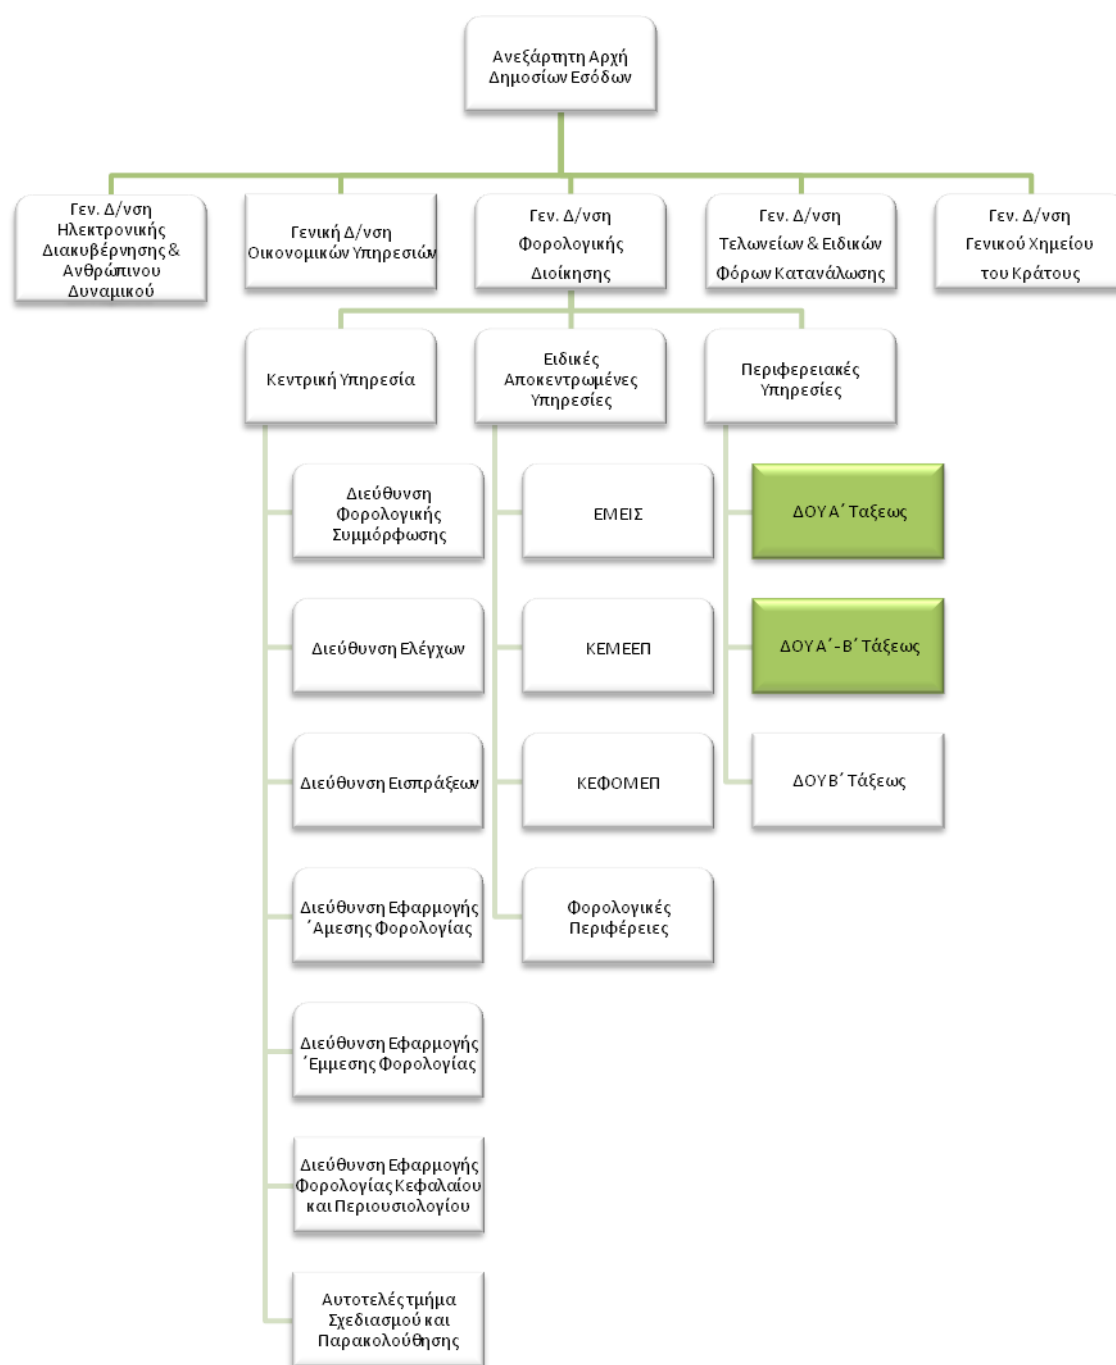 Ανεξάρτητη Αρχή
Δημοσίων Εσόδων
Γεν. Δ/νση
Ηλεκτρονικής
Διακυβέρνησης &
Ανθρώπινου
Δυναμικού
Γενική Δ/νση
Οικονομικών Υπηρεσιών
Γεν. Δ/νση
Φορολογικής
Διοίκησης
Γεν. Δ/νση
Τελωνείων & Ειδικών
Φόρων Κατανάλωσης
Γεν. Δ/νση
Γενικού Χημείου
του Κράτους
Κεντρική Υπηρεσία
Ειδικές
Αποκεντρωμένες
Υπηρεσίες
Περιφερειακές
Υπηρεσίες
Διεύθυνση
Φορολογικής
Συμμόρφωσης
Διεύθυνση Ελέγχων
Διεύθυνση Εισπράξεων
Διεύθυνση Εφαρμογής
΄Αμεσης Φορολογίας
Διεύθυνση Εφαρμογής
΄Εμμεσης Φορολογίας
Διεύθυνση Εφαρμογής
Φορολογίας Κεφαλαίου
και Περιουσιολογίου
Αυτοτελές τμήμα
Σχεδιασμού και
Παρακολούθησης
ΕΜΕΙΣ
ΚΕΜΕΕΠ
ΚΕΦΟΜΕΠ
Φορολογικές
Περιφέρειες
ΔΟΥ Α΄ Ταξεως
ΔΟΥ Α΄ - Β΄ Τάξεως
ΔΟΥ Β΄ Τάξεως